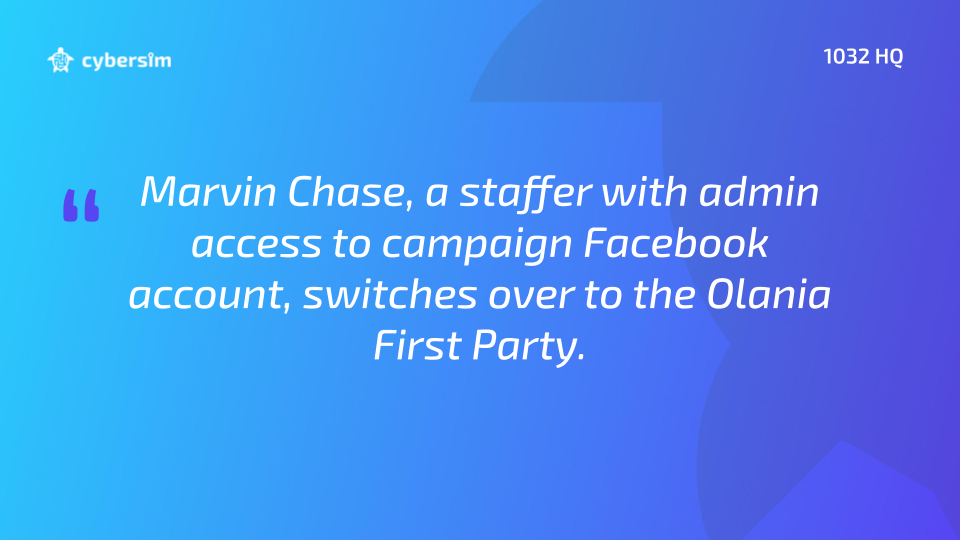 cybersim
1032 HQ
“
Marvin Chase, a staffer with admin
access to campaign Facebook
account, switches over to the Olania
First Party.